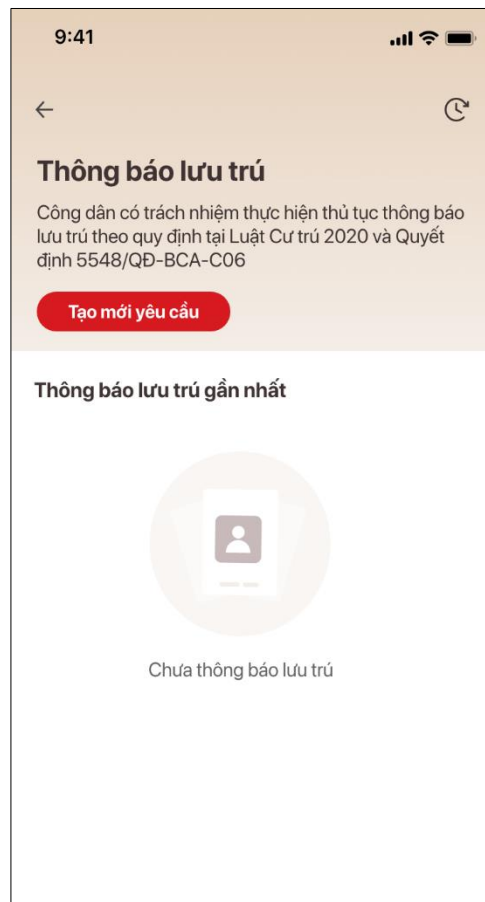 9:41
Thông báo lưu trú
Công dân có trách nhiệm thực hiện thủ tục thông báo
lưu trú theo quy định tại Luật Cư trú 2020 và Quyết
định 5548/QĐ-BCA-C06
Tạo mới yêu cầu
Thông báo lưu trú gần nhất
Chưa thông báo lưu trú